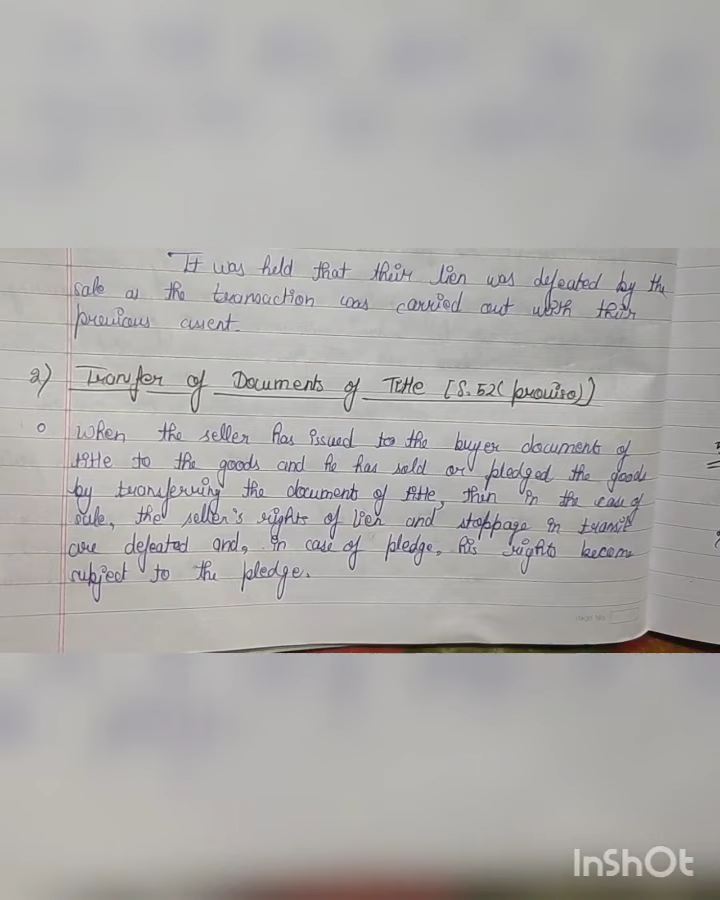 It was held that their lien was defeated by the
sale as the transaction was carried out with their
previous assent.
2) Transfer of Documents of Title [S. 52 (proviso)]
o When the seller has issued to the buyer document of
title to the goods and he has sold or pledged the goods
by transferring the document of title, then in the case of
sale, the seller's rights of lien and stoppage in transit
are defeated and, in case of pledge, his rights become
subject to the pledge.
InShOt